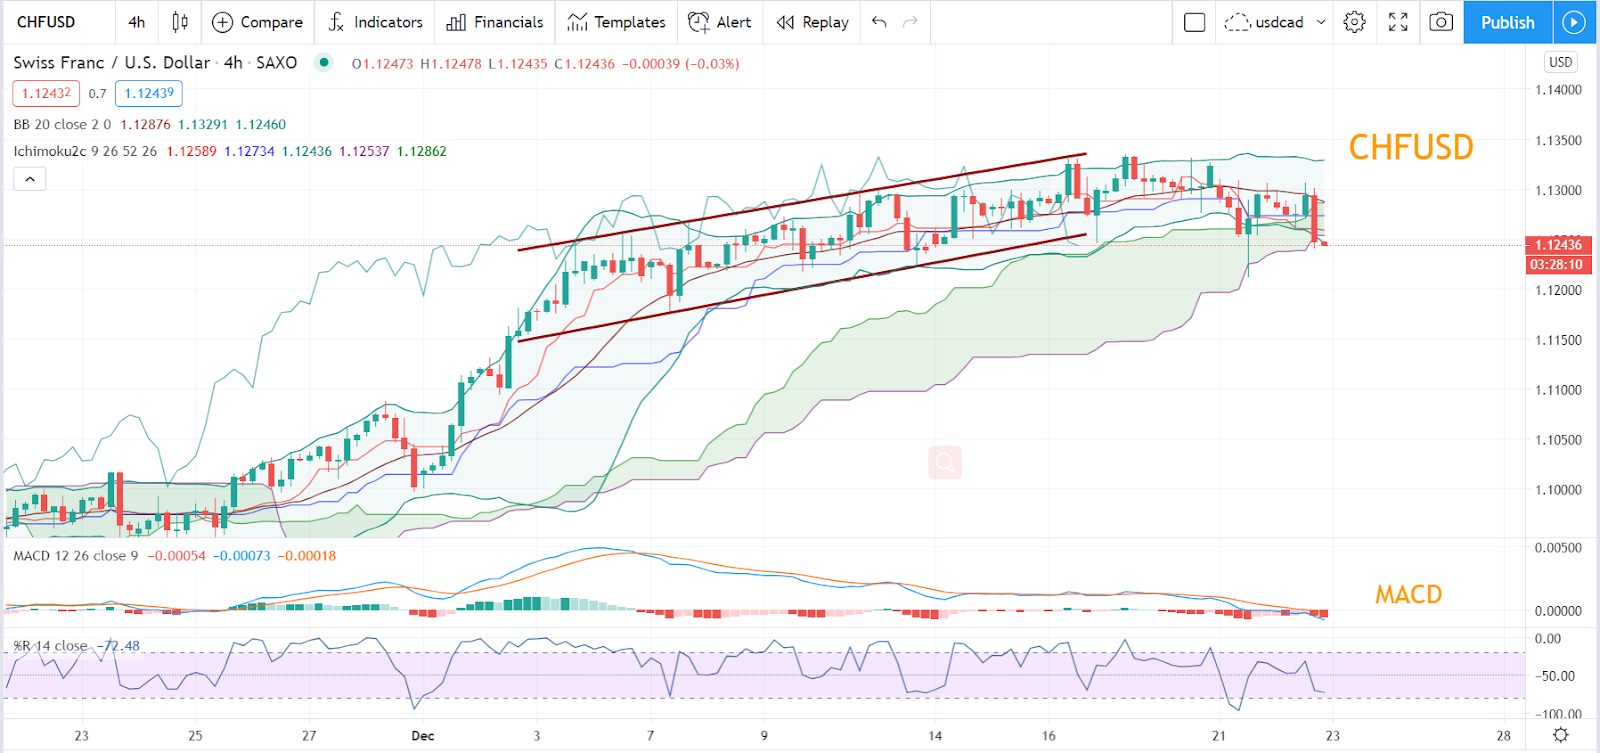 CHFUSD 4h Compare Indicators Financials Templates Alert Replay usdcad Publish
Swiss Franc / U.S. Dollar · 4h · SAXO O1.12473 H1.12478 L1.12435 C1.12436 −0.00039 (−0.03%)
USD
1.12432 0.7 1.12439
1.14000
BB 20 close 2 0 1.12876 1.13291 1.12460
1.13500
CHFUSD
Ichimoku2c 9 26 52 26 1.12589 1.12734 1.12436 1.12537 1.12862
1.13000
1.12436
03:28:10
1.12000
1.11500
1.11000
1.10500
1.10000
MACD 12 26 close 9 −0.00054 −0.00073 −0.00018
0.00500
MACD
0.00000
%R 14 close −72.48
0.00
−50.00
−100.00
23 25 27 Dec 3 7 9 14 16 21 23 28